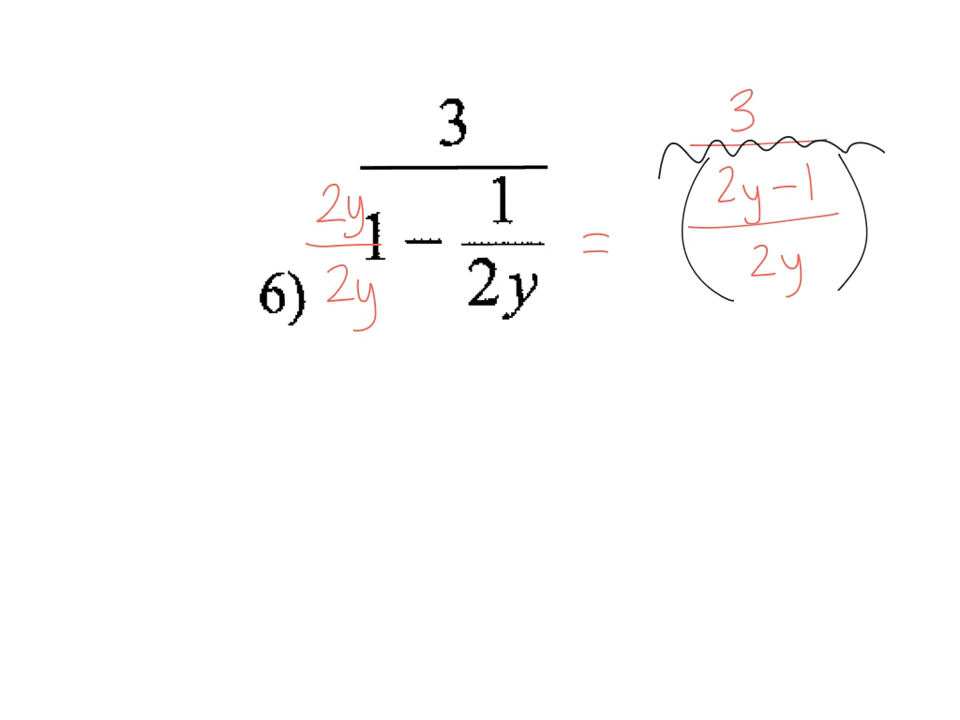 6) 3 / (2y/2y 1 − 1/2y) = 3 / ((2y−1)/2y)